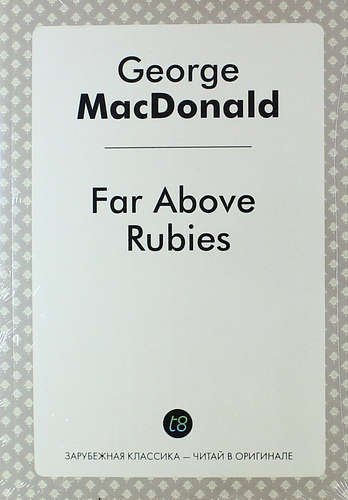 George
MacDonald
Far Above
Rubies
t8
ЗАРУБЕЖНАЯ КЛАССИКА — ЧИТАЙ В ОРИГИНАЛЕ